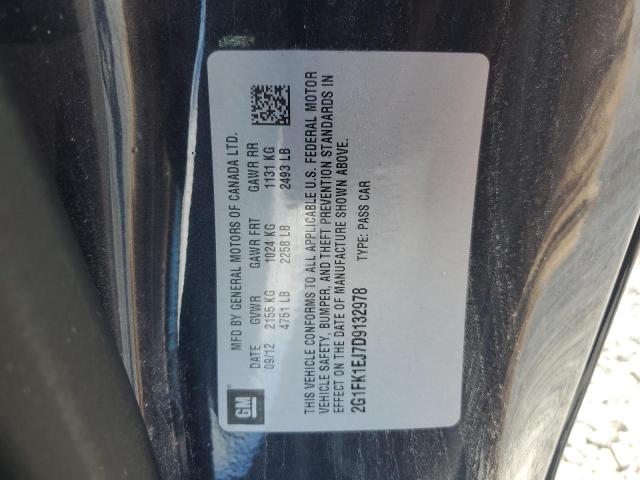 GM
MFD BY GENERAL MOTORS OF CANADA LTD.
DATE GVWR GAWR FRT GAWR RR
09/12 2155 KG 1024 KG 1131 KG
4751 LB 2258 LB 2493 LB
THIS VEHICLE CONFORMS TO ALL APPLICABLE U.S. FEDERAL MOTOR
VEHICLE SAFETY, BUMPER, AND THEFT PREVENTION STANDARDS IN
EFFECT ON THE DATE OF MANUFACTURE SHOWN ABOVE.
2G1FK1EJ7D9132978 TYPE: PASS CAR